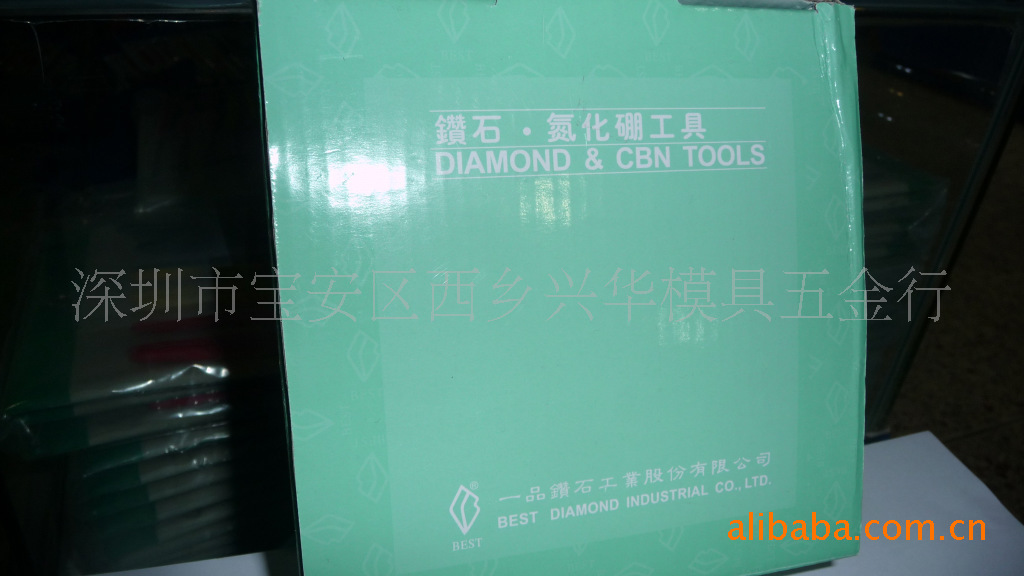 鑽石・氮化硼工具
DIAMOND & CBN TOOLS
深圳市宝安区西乡兴华模具五金行
一品鑽石工業股份有限公司
BEST DIAMOND INDUSTRIAL CO., LTD.
®
BEST
alibaba.com.cn